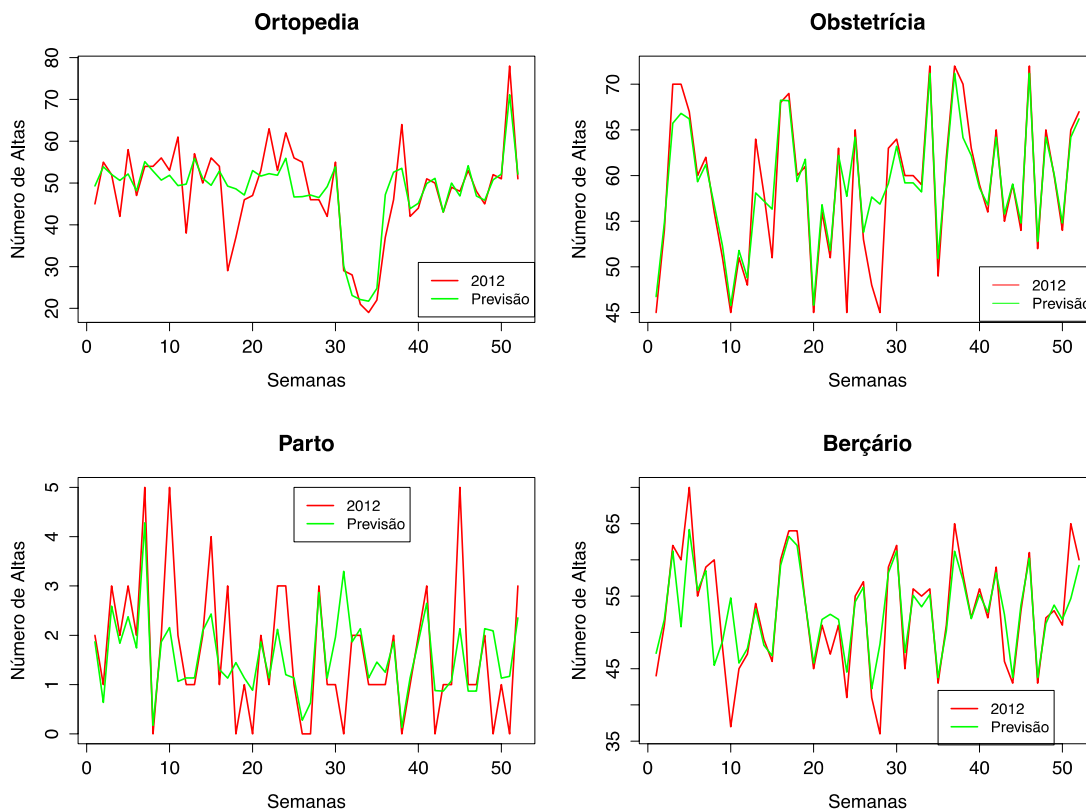 Ortopedia
Número de Altas
80
70
60
50
40
30
20
0 10 20 30 40 50
Semanas
2012
Previsão
Obstetrícia
Número de Altas
70
65
60
55
50
45
0 10 20 30 40 50
Semanas
2012
Previsão
Parto
Número de Altas
5
4
3
2
1
0
0 10 20 30 40 50
Semanas
2012
Previsão
Berçário
Número de Altas
65
55
45
35
0 10 20 30 40 50
Semanas
2012
Previsão